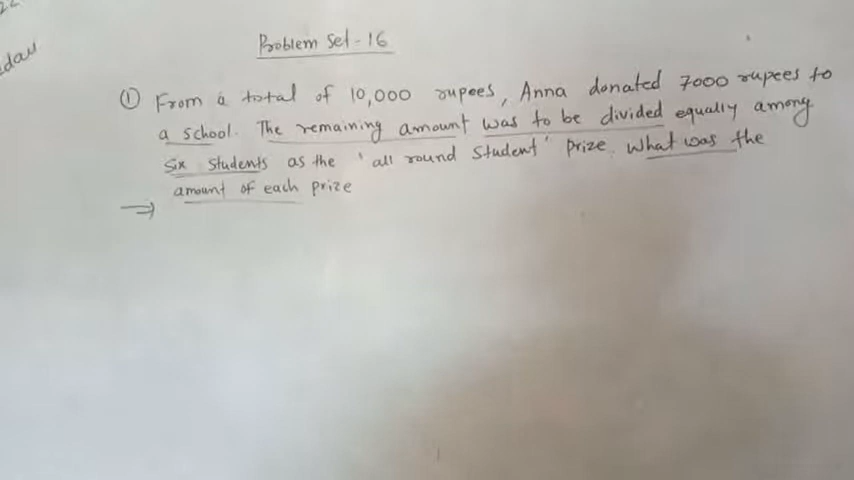 Problem Set - 16
① From a total of 10,000 rupees, Anna donated 7000 rupees to
a school. The remaining amount was to be divided equally among
six students as the 'all round student' prize. What was the
amount of each prize
⇒